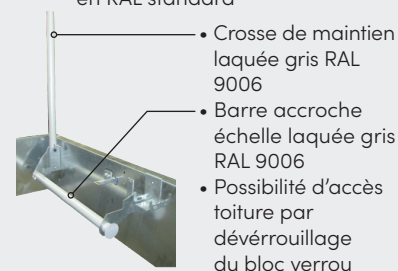 en RAL standard
• Crosse de maintien
laquée gris RAL
9006
• Barre accroche
échelle laquée gris
RAL 9006
• Possibilité d'accès
toiture par
dévérrouillage
du bloc verrou